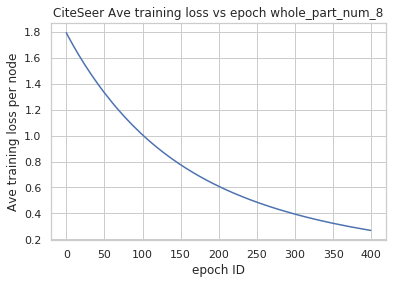 CiteSeer Ave training loss vs epoch whole_part_num_8
Ave training loss per node
1.8
1.6
1.4
1.2
1.0
0.8
0.6
0.4
0.2
0 50 100 150 200 250 300 350 400
epoch ID